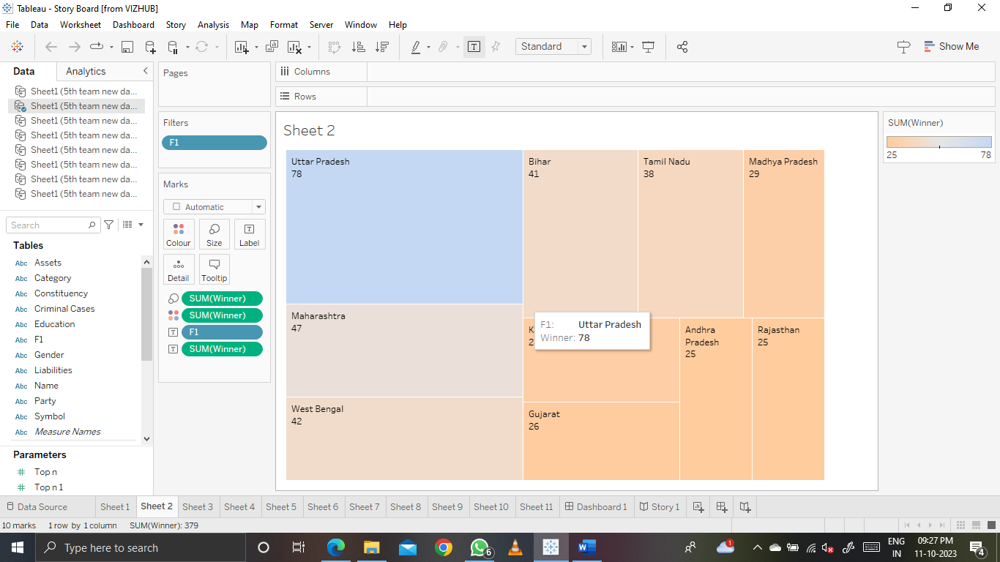 Tableau - Story Board [from VIZHUB]
File Data Worksheet Dashboard Story Analysis Map Format Server Window Help
Standard
Show Me
Data Analytics
Sheet1 (5th team new da...
Sheet1 (5th team new da...
Sheet1 (5th team new da...
Sheet1 (5th team new da...
Sheet1 (5th team new da...
Sheet1 (5th team new da...
Sheet1 (5th team new da...
Sheet1 (5th team new da...
Search
Tables
Abc Assets
Abc Category
Abc Constituency
Abc Criminal Cases
Abc Education
Abc F1
Abc Gender
Abc Liabilities
Abc Name
Abc Party
Abc Symbol
Abc Measure Names
Parameters
# Top n
# Top n 1
Pages
Filters
F1
Marks
Automatic
Colour Size Label
Detail Tooltip
SUM(Winner)
SUM(Winner)
F1
SUM(Winner)
Columns
Rows
Sheet 2
Uttar Pradesh
78
Maharashtra
47
West Bengal
42
Bihar
41
Tamil Nadu
38
Madhya Pradesh
29
F1: Uttar Pradesh
Winner: 78
Gujarat
26
Andhra
Pradesh
25
Rajasthan
25
SUM(Winner)
25 78
Data Source Sheet 1 Sheet 2 Sheet 3 Sheet 4 Sheet 5 Sheet 6 Sheet 7 Sheet 8 Sheet 9 Sheet 10 Sheet 11 Dashboard 1 Story 1
10 marks 1 row by 1 column SUM(Winner): 379
Type here to search
6
1
ENG
IN
09:27 PM
11-10-2023
4